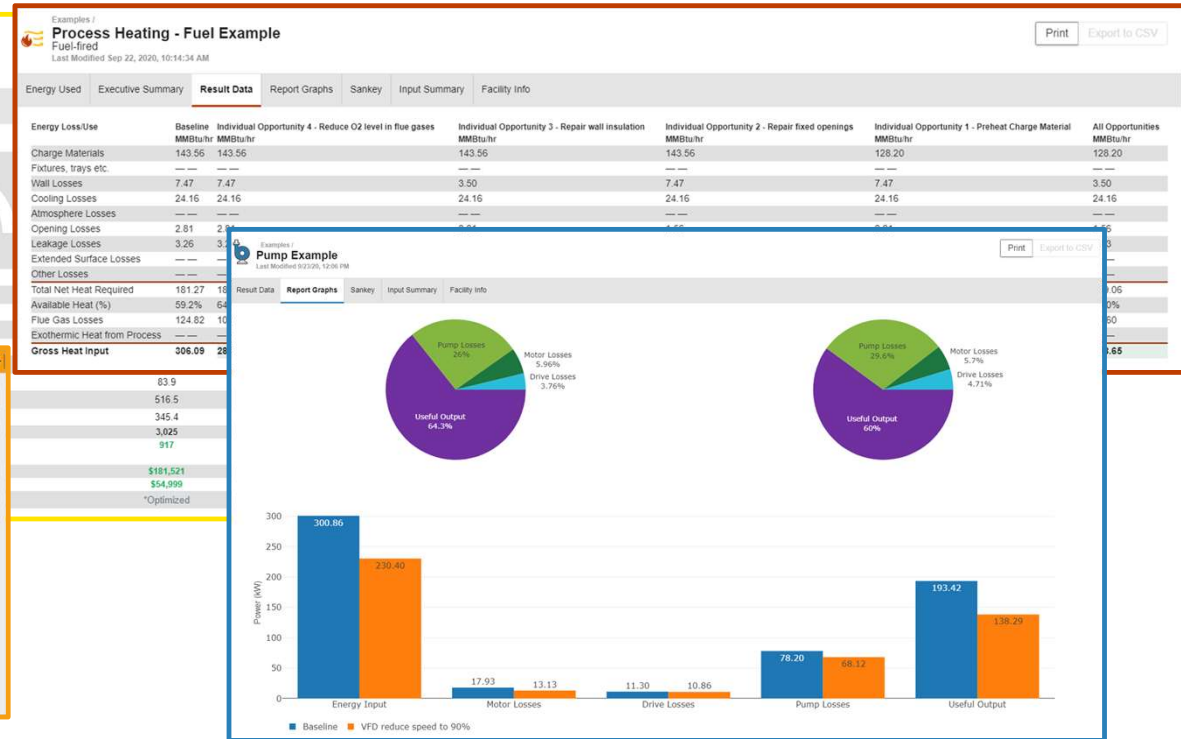 Examples /
Process Heating - Fuel Example
Fuel-fired
Last Modified Sep 22, 2020, 10:14:34 AM
Print Export to CSV
Energy Used Executive Summary Result Data Report Graphs Sankey Input Summary Facility Info
Energy Loss/Use Baseline Individual Opportunity 4 - Reduce O2 level in flue gases Individual Opportunity 3 - Repair wall insulation Individual Opportunity 2 - Repair fixed openings Individual Opportunity 1 - Preheat Charge Material All Opportunities
MMBtu/hr MMBtu/hr MMBtu/hr MMBtu/hr MMBtu/hr MMBtu/hr
Charge Materials 143.56 143.56 143.56 143.56 128.20 128.20
Fixtures, trays etc. — — — — — — — — — — — —
Wall Losses 7.47 7.47 3.50 7.47 7.47 3.50
Cooling Losses 24.16 24.16 24.16 24.16 24.16 24.16
Atmosphere Losses — — — — — — — — — — — —
Opening Losses 2.81
Leakage Losses 3.26
Extended Surface Losses — —
Other Losses — —
Total Net Heat Required 181.27
Available Heat (%) 59.2%
Flue Gas Losses 124.82
Exothermic Heat from Process — —
Gross Heat Input 306.09
83.9
516.5
345.4
3,025
917
$181,521
$54,999
*Optimized
Examples /
Pump Example
Last Modified 9/23/20, 12:06 PM
Print Export to CSV
Result Data Report Graphs Sankey Input Summary Facility Info
Pump Losses
26%
Motor Losses
5.96%
Drive Losses
3.76%
Useful Output
64.3%
Pump Losses
29.6%
Motor Losses
5.7%
Drive Losses
4.71%
Useful Output
60%
Power (kW)
300
250
200
150
100
50
0
300.86
230.40
17.93
13.13
11.30
10.86
78.20
68.12
193.42
138.29
Energy Input Motor Losses Drive Losses Pump Losses Useful Output
Baseline VFD reduce speed to 90%